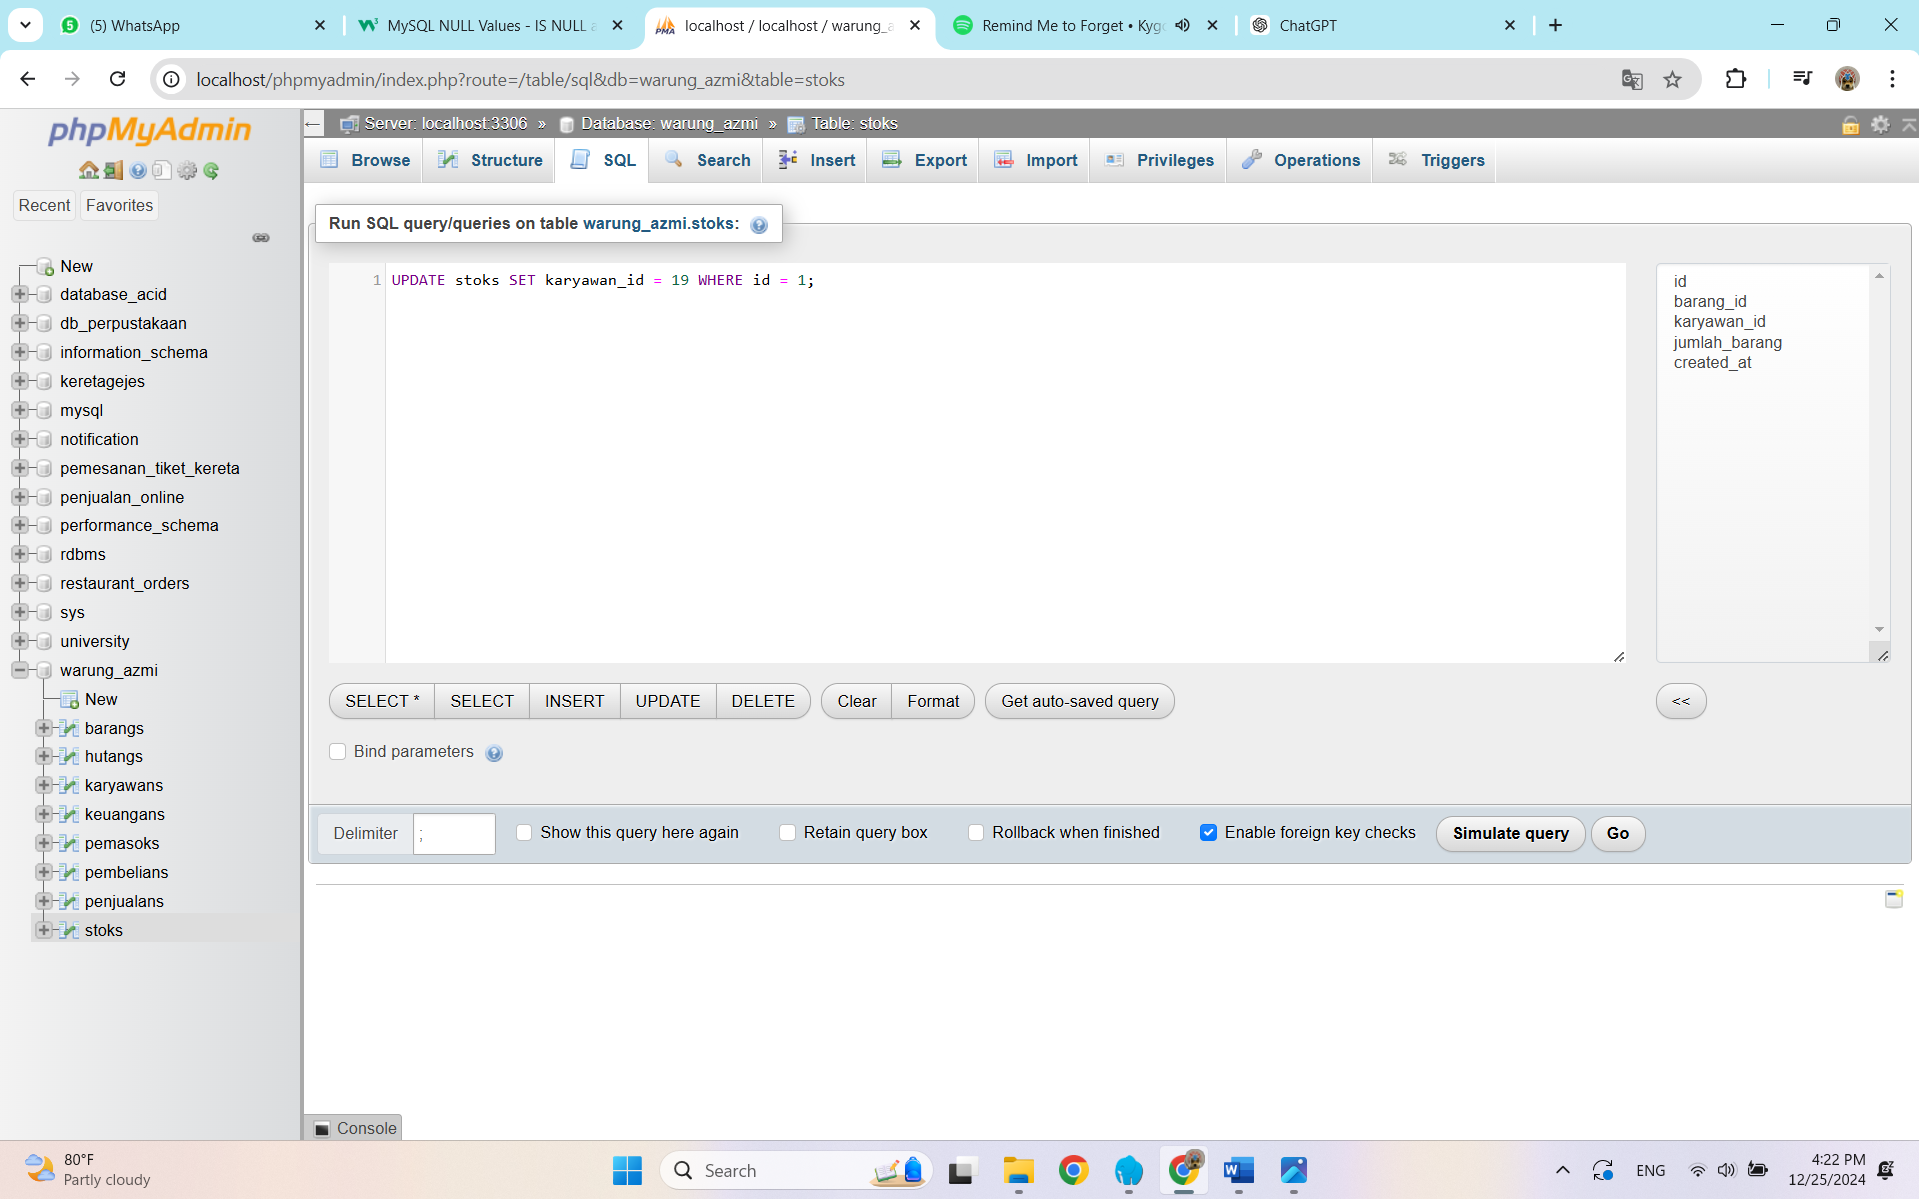 (5) WhatsApp
MySQL NULL Values - IS NULL a
localhost / localhost / warung_a
Remind Me to Forget • Kyg
ChatGPT
localhost/phpmyadmin/index.php?route=/table/sql&db=warung_azmi&table=stoks
phpMyAdmin
Recent Favorites
New
database_acid
db_perpustakaan
information_schema
keretagejes
mysql
notification
pemesanan_tiket_kereta
penjualan_online
performance_schema
rdbms
restaurant_orders
sys
university
warung_azmi
New
barangs
hutangs
karyawans
keuangans
pemasoks
pembelians
penjualans
stoks
Server: localhost:3306 » Database: warung_azmi » Table: stoks
Browse Structure SQL Search Insert Export Import Privileges Operations Triggers
Run SQL query/queries on table warung_azmi.stoks:
1 UPDATE stoks SET karyawan_id = 19 WHERE id = 1;
id
barang_id
karyawan_id
jumlah_barang
created_at
SELECT * SELECT INSERT UPDATE DELETE Clear Format Get auto-saved query <<
Bind parameters
Delimiter ; Show this query here again Retain query box Rollback when finished Enable foreign key checks Simulate query Go
Console
80°F
Partly cloudy
Search
ENG
4:22 PM
12/25/2024